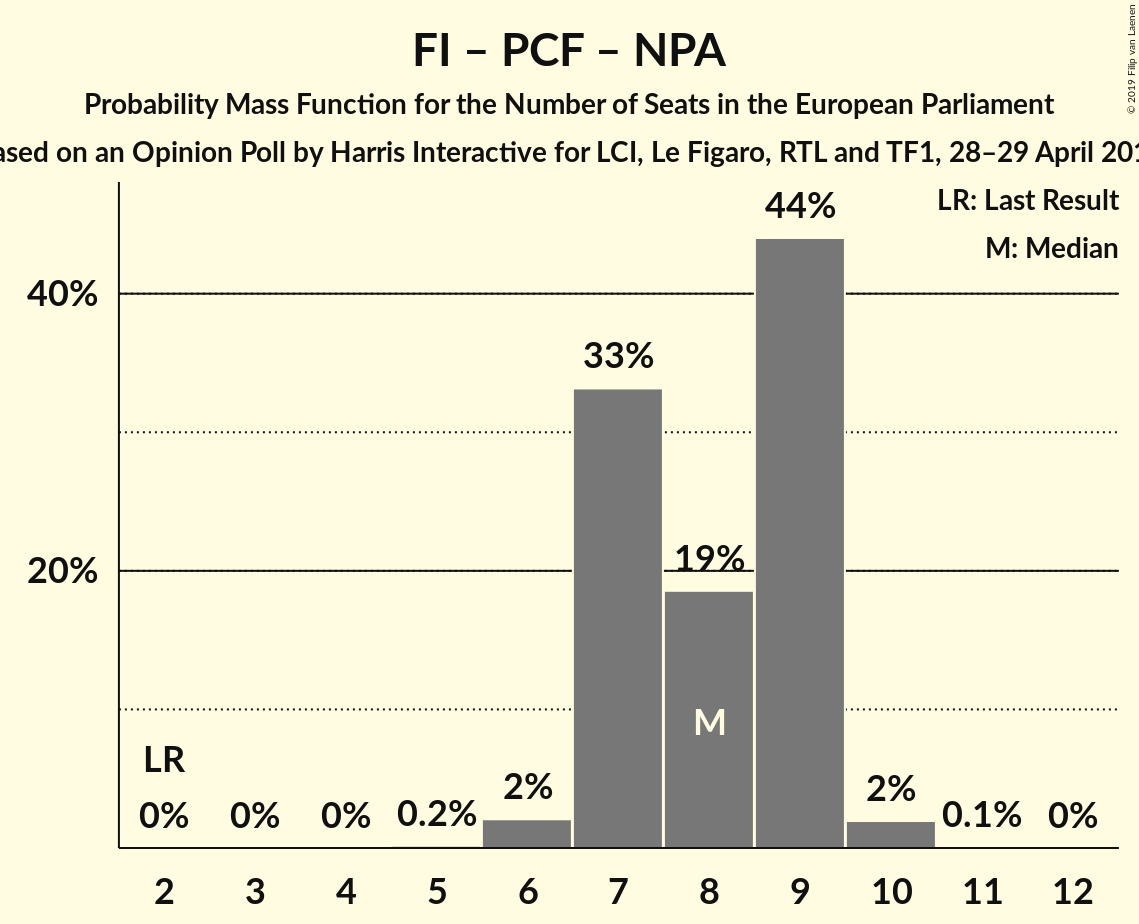 FI – PCF – NPA
Probability Mass Function for the Number of Seats in the European Parliament
on an Opinion Poll by Harris Interactive for LCI, Le Figaro, RTL and TF1, 28–29 April
© 2019 Filip van Laenen
LR: Last Result
M: Median
44%
40%
33%
20%
19%
M
LR
0% 0% 0% 0.2% 2% 2% 0.1% 0%
2 3 4 5 6 7 8 9 10 11 12